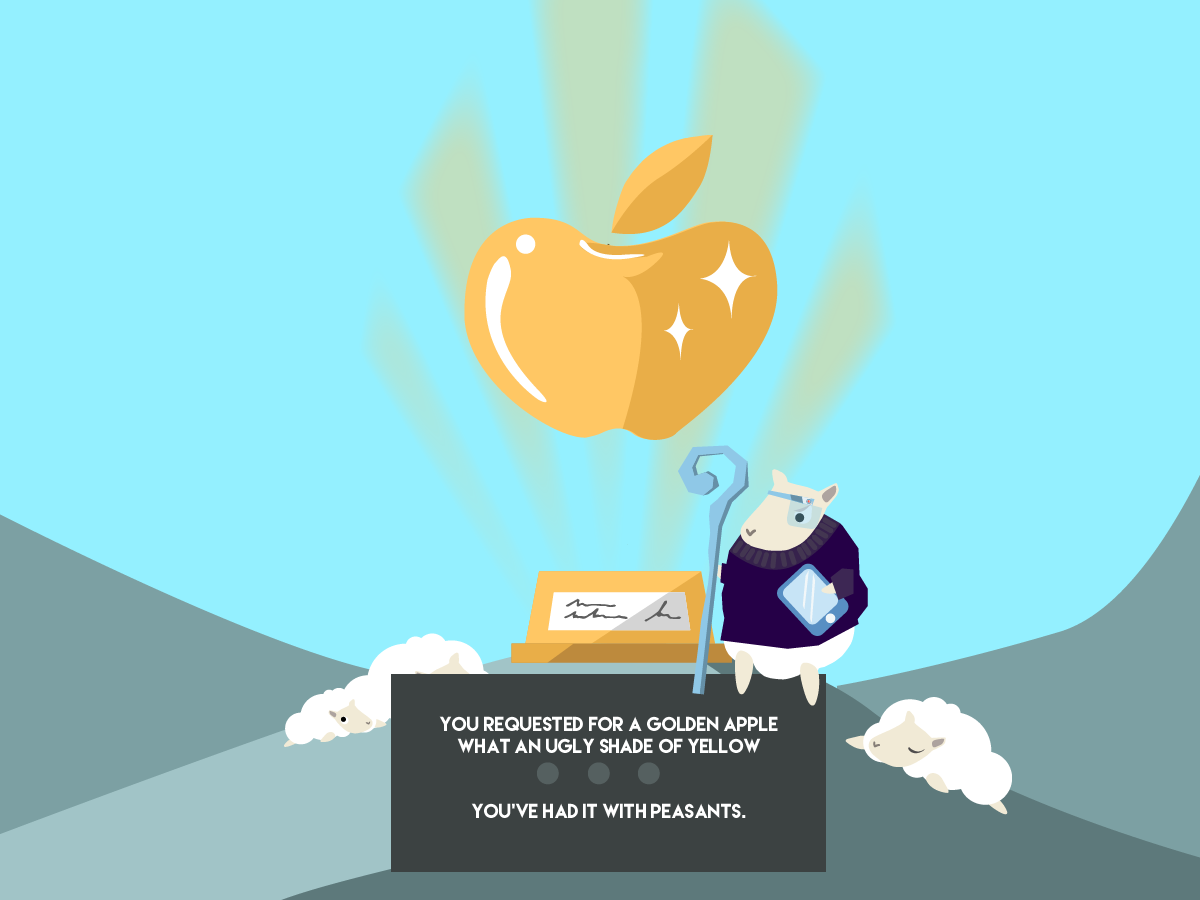 YOU REQUESTED FOR A GOLDEN APPLE
WHAT AN UGLY SHADE OF YELLOW
YOU'VE HAD IT WITH PEASANTS.